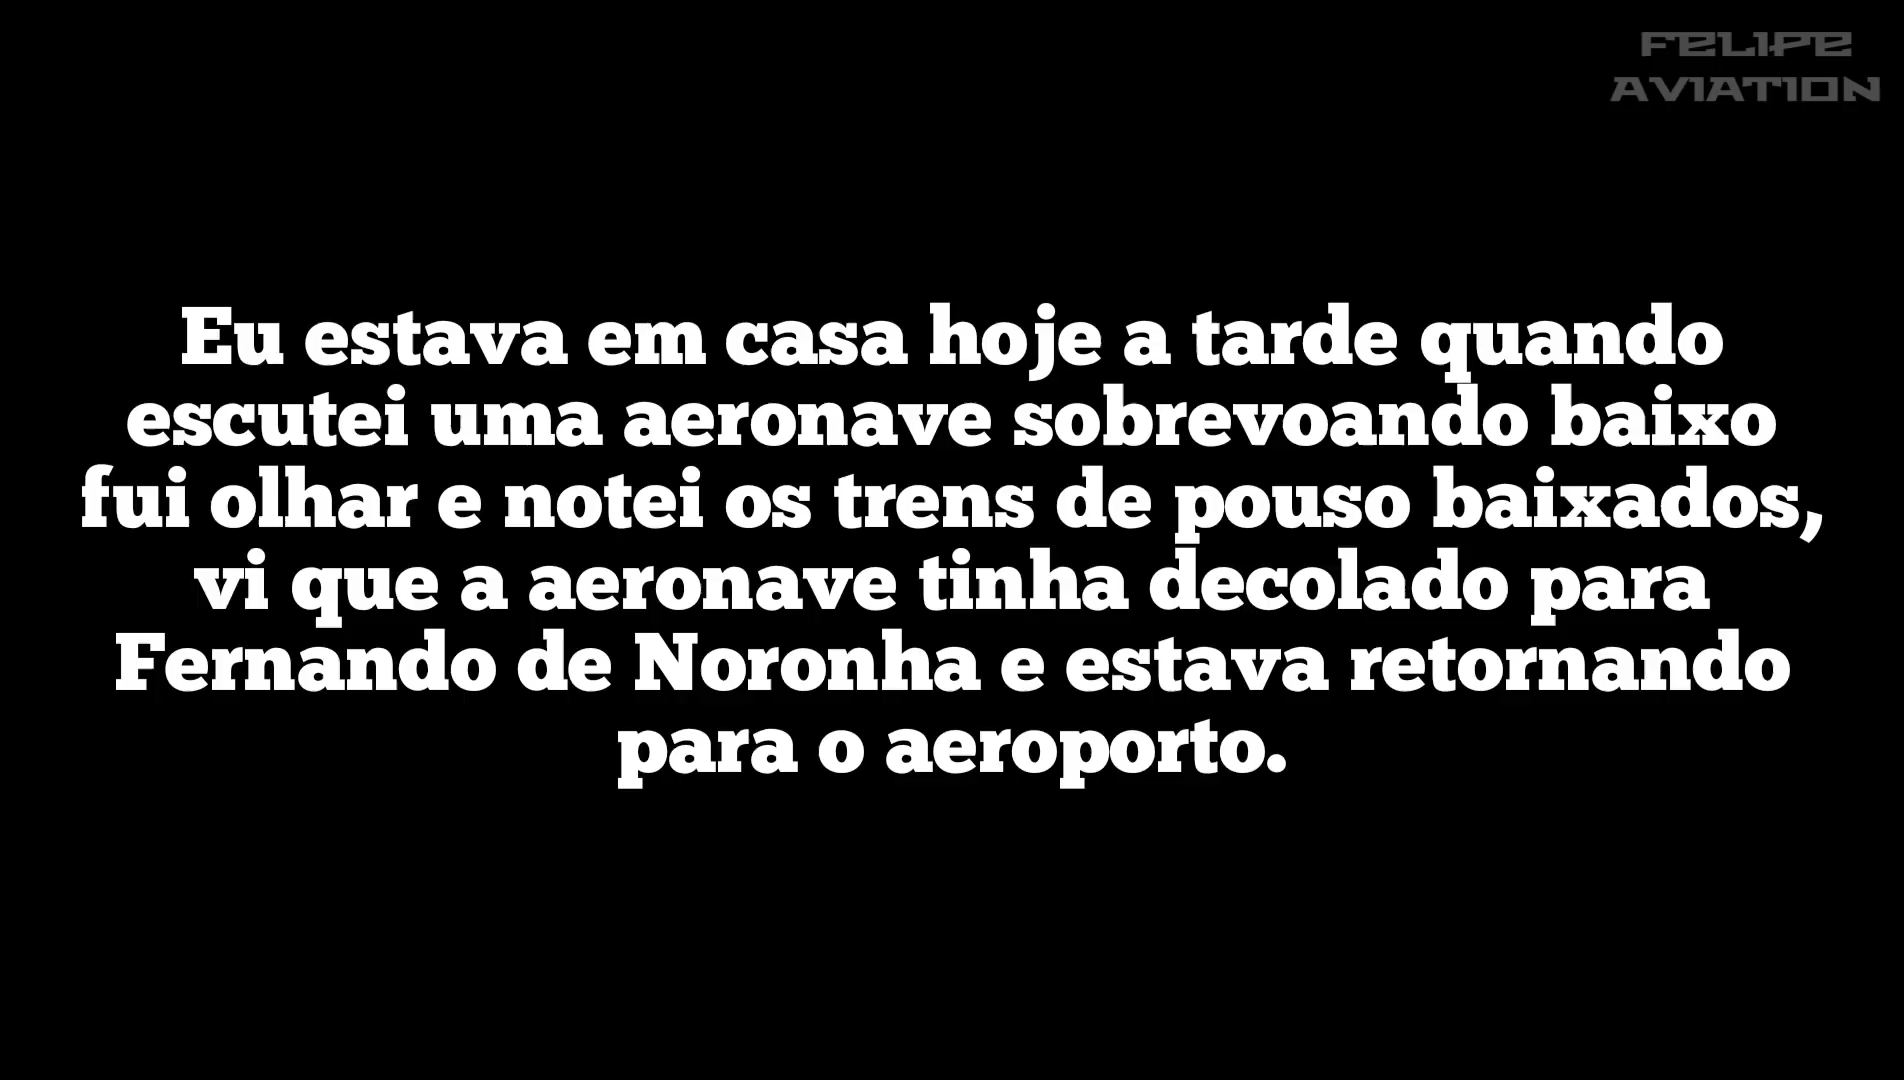 FELIPE
AVIATION
Eu estava em casa hoje a tarde quando
escutei uma aeronave sobrevoando baixo
fui olhar e notei os trens de pouso baixados,
vi que a aeronave tinha decolado para
Fernando de Noronha e estava retornando
para o aeroporto.